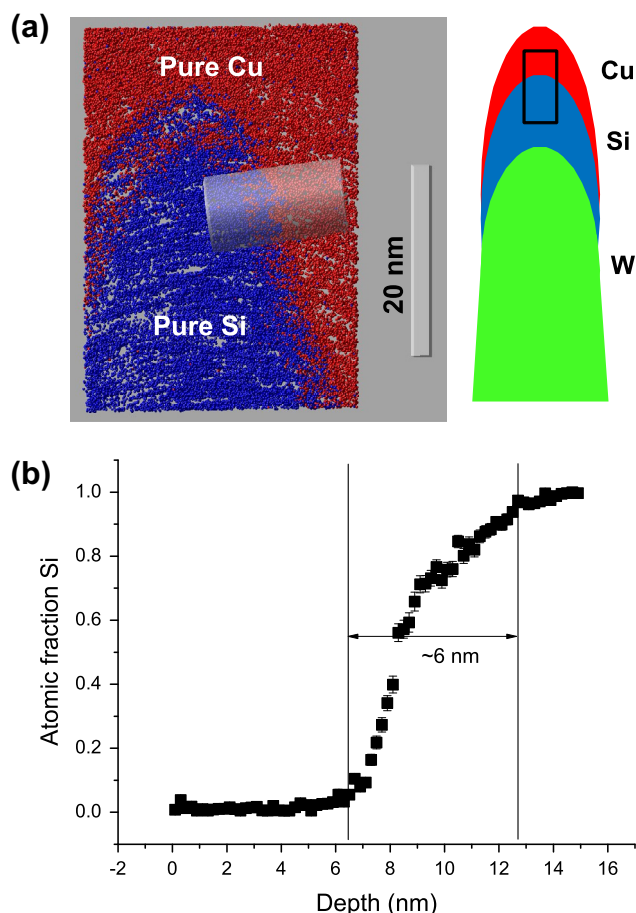 (a)
Pure Cu
Pure Si
20 nm
Cu
Si
W
(b)
Atomic fraction Si
1.0
0.8
0.6
0.4
0.2
0.0
~6 nm
-2 0 2 4 6 8 10 12 14 16
Depth (nm)